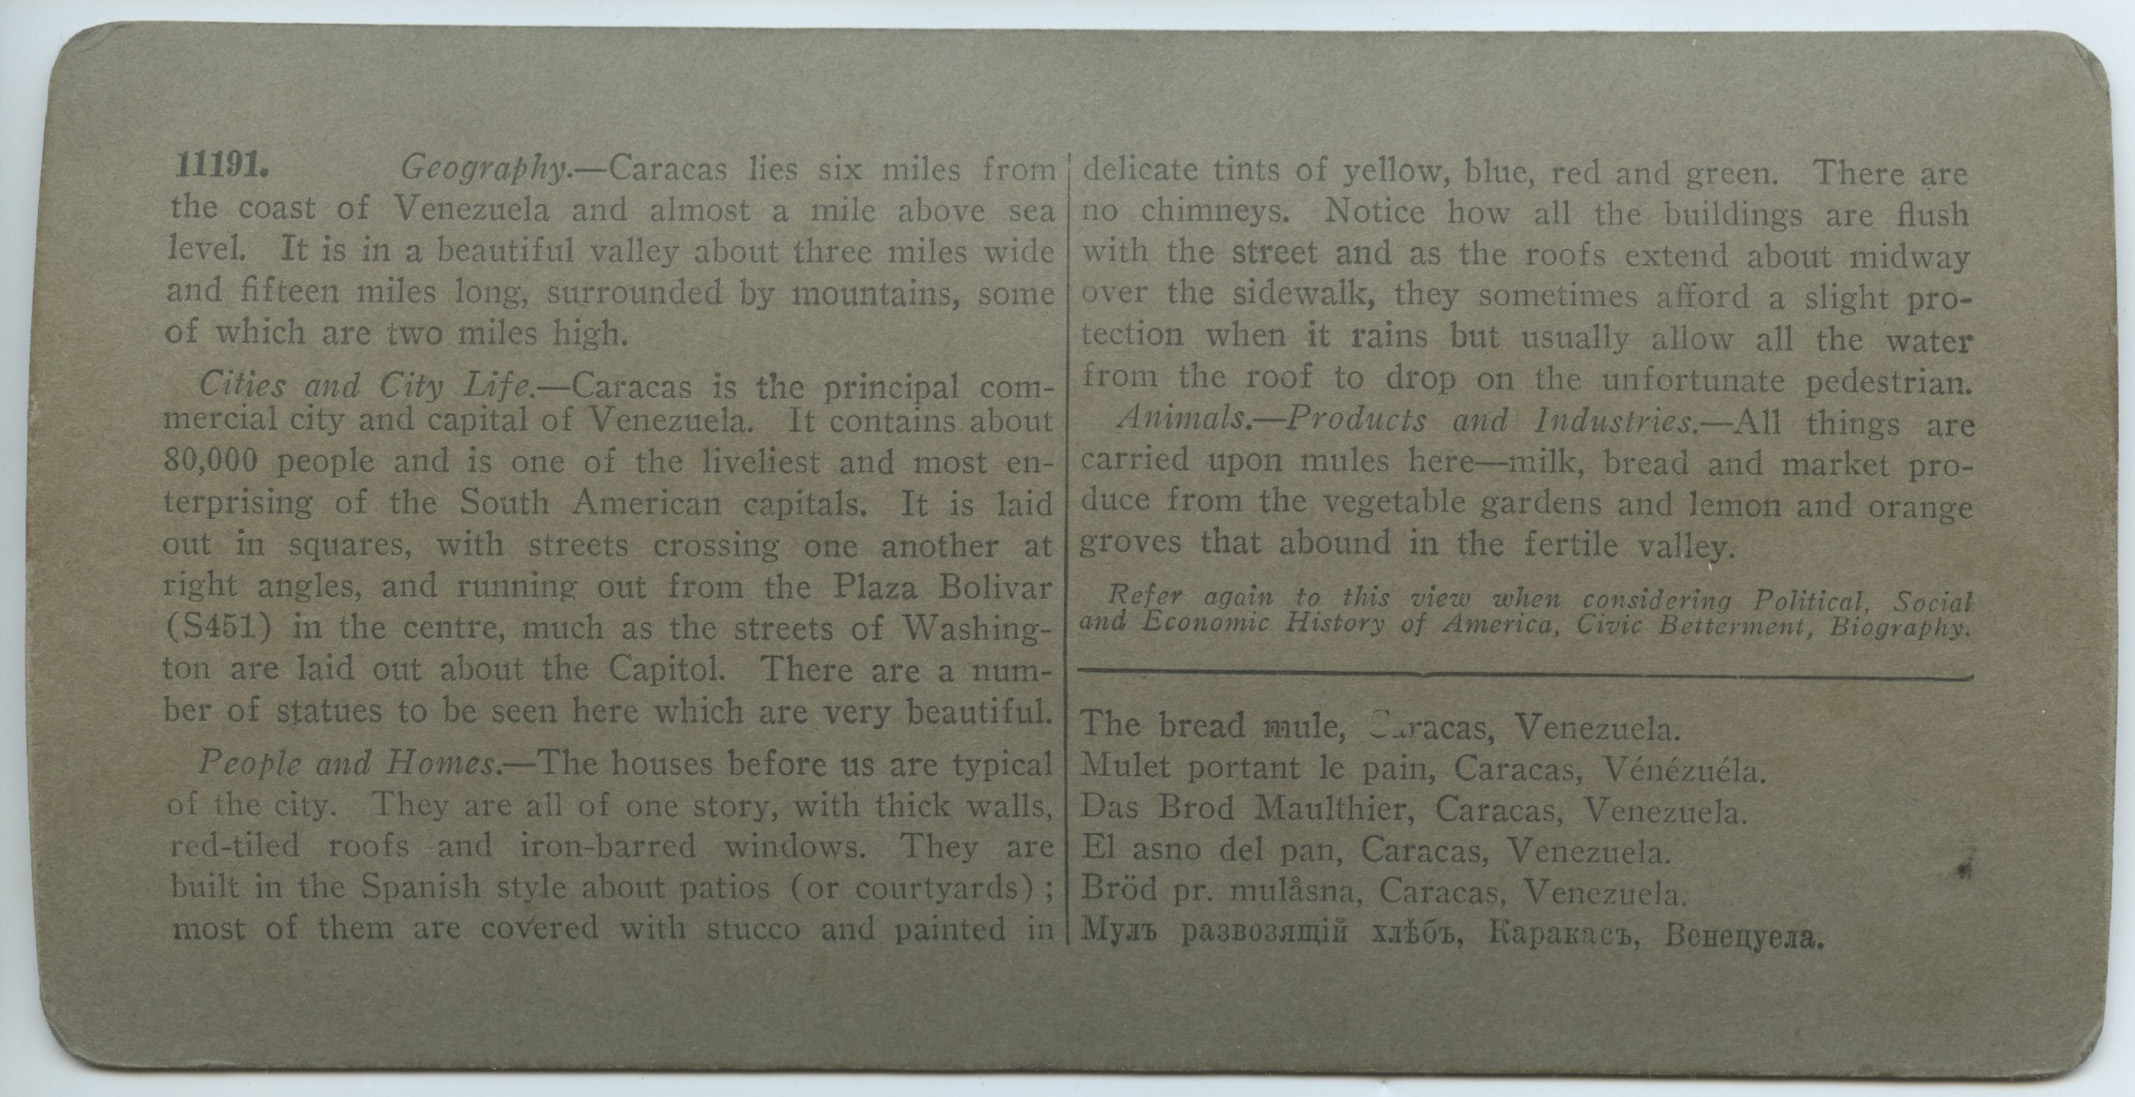 11191. Geography.—Caracas lies six miles from
the coast of Venezuela and almost a mile above sea
level. It is in a beautiful valley about three miles wide
and fifteen miles long, surrounded by mountains, some
of which are two miles high.
Cities and City Life.—Caracas is the principal com-
mercial city and capital of Venezuela. It contains about
80,000 people and is one of the liveliest and most en-
terprising of the South American capitals. It is laid
out in squares, with streets crossing one another at
right angles, and running out from the Plaza Bolivar
(S451) in the centre, much as the streets of Washing-
ton are laid out about the Capitol. There are a num-
ber of statues to be seen here which are very beautiful.
People and Homes.—The houses before us are typical
of the city. They are all of one story, with thick walls,
red-tiled roofs and iron-barred windows. They are
built in the Spanish style about patios (or courtyards) ;
most of them are covered with stucco and painted in
delicate tints of yellow, blue, red and green. There are
no chimneys. Notice how all the buildings are flush
with the street and as the roofs extend about midway
over the sidewalk, they sometimes afford a slight pro-
tection when it rains but usually allow all the water
from the roof to drop on the unfortunate pedestrian.
Animals.—Products and Industries.—All things are
carried upon mules here—milk, bread and market pro-
duce from the vegetable gardens and lemon and orange
groves that abound in the fertile valley.
Refer again to this view when considering Political, Social
and Economic History of America, Civic Betterment, Biography.
The bread mule, Caracas, Venezuela.
Mulet portant le pain, Caracas, Vénézuéla.
Das Brod Maulthier, Caracas, Venezuela.
El asno del pan, Caracas, Venezuela.
Bröd pr. mulåsna, Caracas, Venezuela.
Мулъ развозящій хлѣбъ, Каракасъ, Венецуела.